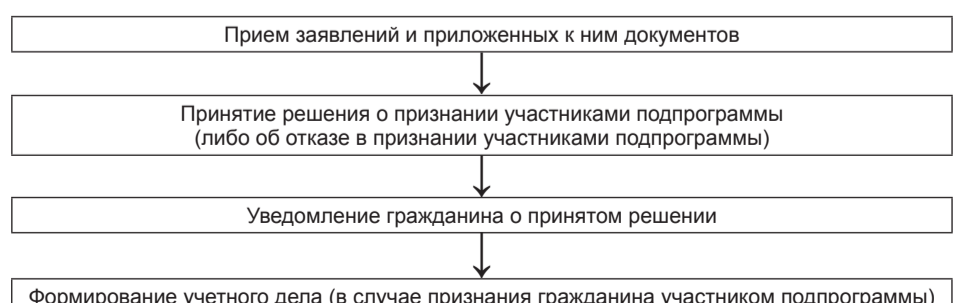 Прием заявлений и приложенных к ним документов
Принятие решения о признании участниками подпрограммы
(либо об отказе в признании участниками подпрограммы)
Уведомление гражданина о принятом решении
Формирование учетного дела (в случае признания гражданина участником подпрограммы)